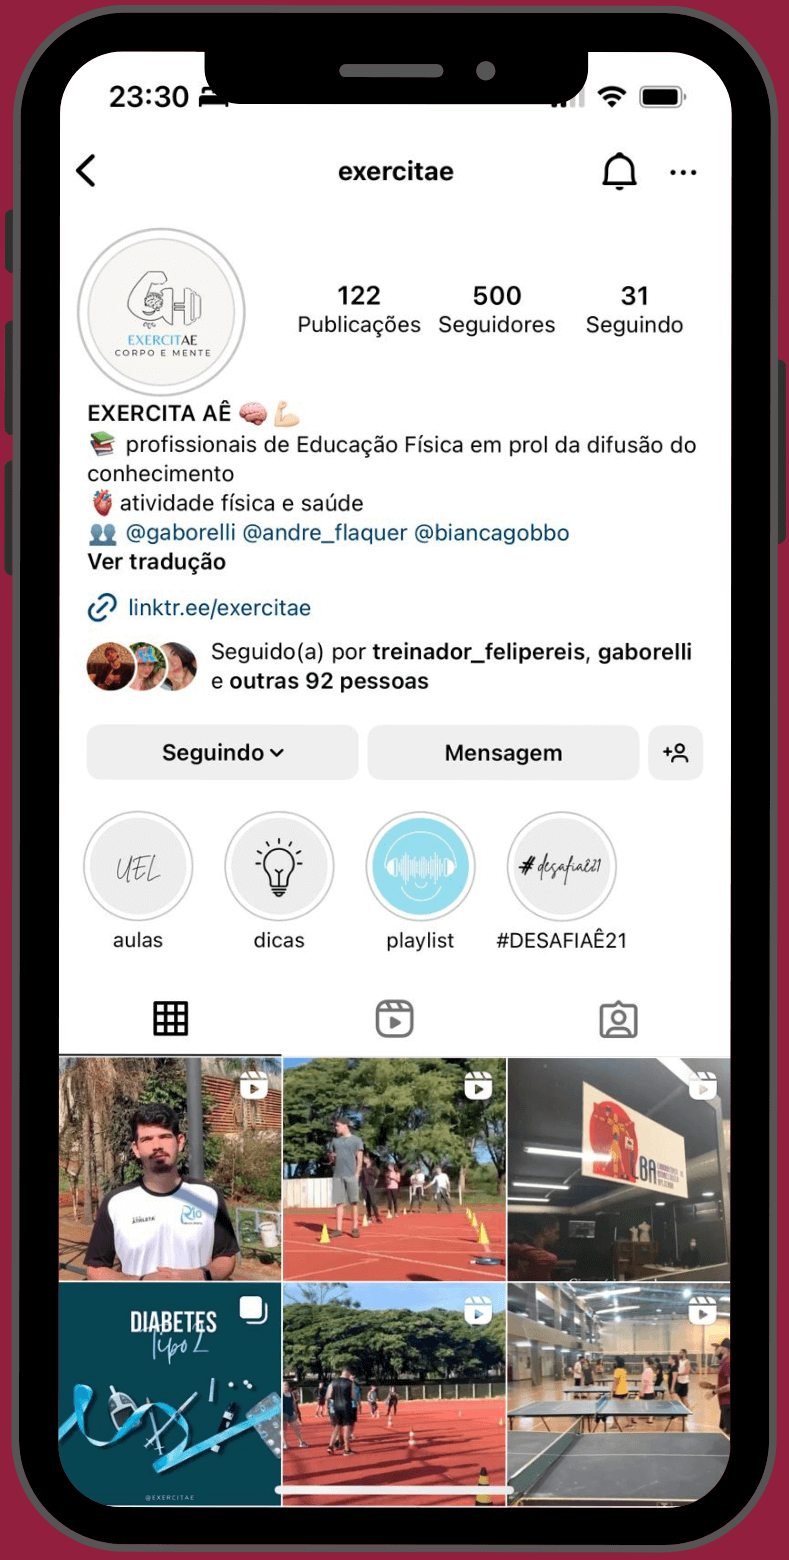 23:30
exercitae
EXERCITAE
CORPO E MENTE
122
500
31
Publicações
Seguidores
Seguindo
EXERCITA AÊ 🧠💪🏻
📚 profissionais de Educação Física em prol da difusão do
conhecimento
🫀 atividade física e saúde
👥 @gaborelli @andre_flaquer @biancagobbo
Ver tradução
linktr.ee/exercitae
Seguido(a) por treinador_felipereis, gaborelli
e outras 92 pessoas
Seguindo
Mensagem
UEL
#desafiaê21
aulas
dicas
playlist
#DESAFIAÊ21
ATHLETA
Rio
LBA
DIABETES
Tipo 2
@EXERCITAE